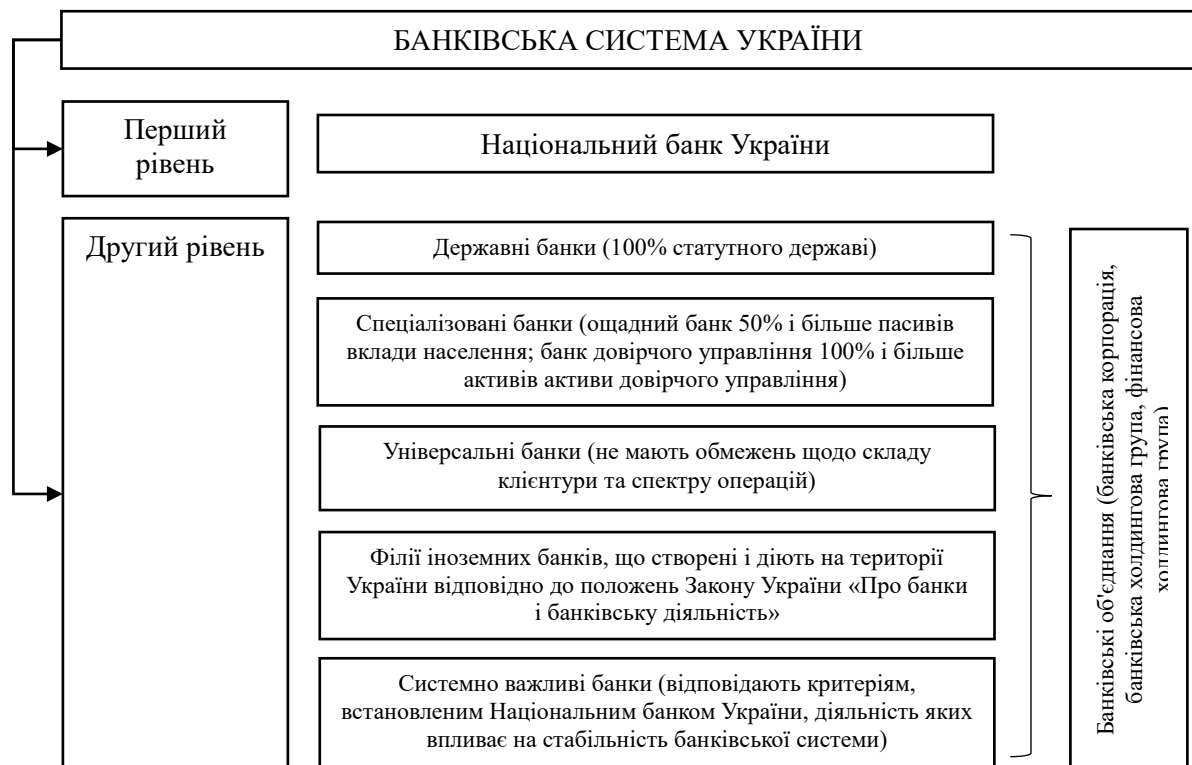 БАНКІВСЬКА СИСТЕМА УКРАЇНИ
Перший
рівень
Національний банк України
Другий рівень
Державні банки (100% статутного державі)
Спеціалізовані банки (ощадний банк 50% і більше пасивів
вклади населення; банк довірчого управління 100% і більше
активів активи довірчого управління)
Універсальні банки (не мають обмежень щодо складу
клієнтури та спектру операцій)
Філії іноземних банків, що створені і діють на території
України відповідно до положень Закону України «Про банки
і банківську діяльність»
Системно важливі банки (відповідають критеріям,
встановленим Національним банком України, діяльність яких
впливає на стабільність банківської системи)
Банківські об'єднання (банківська корпорація,
банківська холдингова група, фінансова
холдингова група)